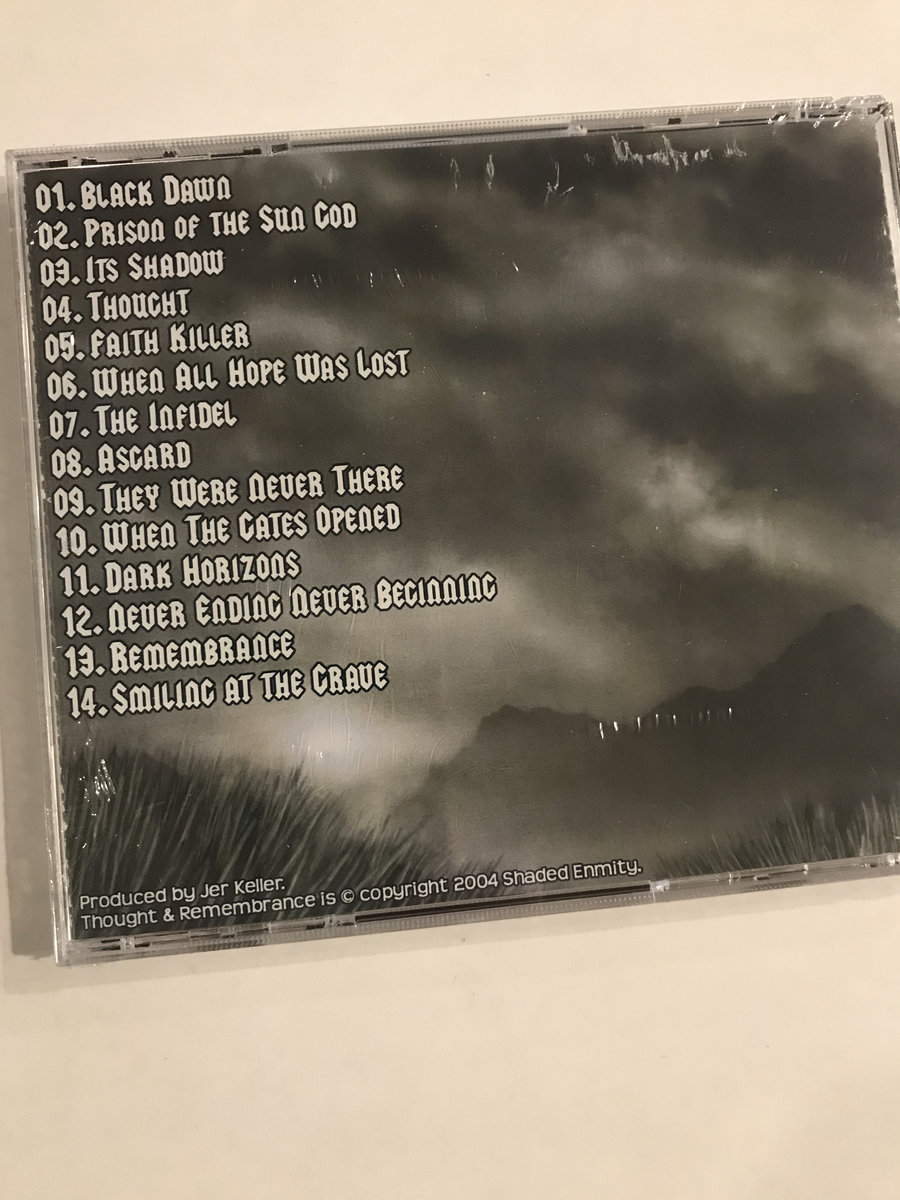 01. Black Dawn
02. Prison of the Sun God
03. Its Shadow
04. Thought
05. Faith Killer
06. When All Hope Was Lost
07. The Infidel
08. Asgard
09. They Were Never There
10. When The Gates Opened
11. Dark Horizons
12. Never Ending Never Beginning
13. Remembrance
14. Smiling at the Grave
Produced by Jer Keller.
Thought & Remembrance is © copyright 2004 Shaded Enmity.